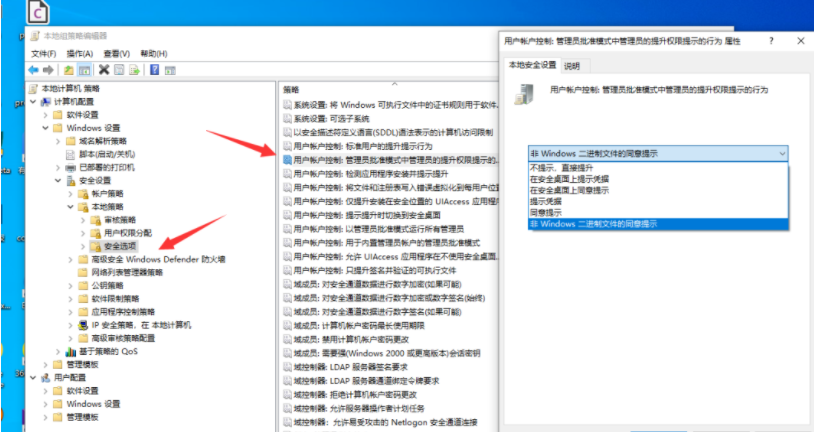 本地组策略编辑器
文件(F) 操作(A) 查看(V) 帮助(H)
本地计算机 策略
计算机配置
软件设置
Windows 设置
域名解析策略
脚本(启动/关机)
已部署的打印机
安全设置
帐户策略
本地策略
审核策略
用户权限分配
安全选项
高级安全 Windows Defender 防火墙
网络列表管理器策略
公钥策略
软件限制策略
应用程序控制策略
IP 安全策略，在 本地计算机
高级审核策略配置
基于策略的 QoS
管理模板
用户配置
软件设置
Windows 设置
管理模板
策略
系统设置: 将 Windows 可执行文件中的证书规则用于软件...
系统设置: 可选子系统
以安全描述符定义语言(SDDL)语法表示的计算机访问限制
用户帐户控制: 标准用户的提升提示行为
用户帐户控制: 管理员批准模式中管理员的提升权限提示的...
用户帐户控制: 检测应用程序安装并提示提升
用户帐户控制: 将文件和注册表写入错误虚拟化到每用户位置
用户帐户控制: 仅提升安装在安全位置的 UIAccess 应用程序
用户帐户控制: 提示提升时切换到安全桌面
用户帐户控制: 以管理员批准模式运行所有管理员
用户帐户控制: 用于内置管理员帐户的管理员批准模式
用户帐户控制: 允许 UIAccess 应用程序在不使用安全桌面...
用户帐户控制: 只提升签名并验证的可执行文件
域成员: 对安全通道数据进行数字加密(如果可能)
域成员: 对安全通道数据进行数字加密或数字签名(始终)
域成员: 对安全通道数据进行数字签名(如果可能)
域成员: 计算机帐户密码最长使用期限
域成员: 禁用计算机帐户密码更改
域成员: 需要强(Windows 2000 或更高版本)会话密钥
域控制器: LDAP 服务器签名要求
域控制器: LDAP 服务器通道绑定令牌要求
域控制器: 拒绝计算机帐户密码更改
域控制器: 允许服务器操作者计划任务
域控制器: 允许易受攻击的 Netlogon 安全通道连接
用户帐户控制: 管理员批准模式中管理员的提升权限提示的行为 属性
本地安全设置 说明
用户帐户控制: 管理员批准模式中管理员的提升权限提示的行为
非 Windows 二进制文件的同意提示
不提示，直接提升
在安全桌面上提示凭据
在安全桌面上同意提示
提示凭据
同意提示
非 Windows 二进制文件的同意提示